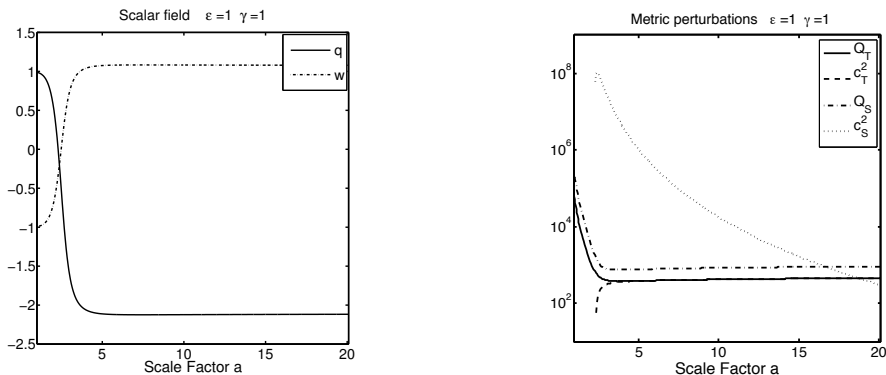 Scalar field ε =1 γ =1
1.5
1
0.5
0
−0.5
−1
−1.5
−2
−2.5
5
10
15
20
Scale Factor a
q
w
Metric perturbations ε =1 γ =1
10^8
10^6
10^4
10^2
5
10
15
20
Scale Factor a
Q_T
c_T^2
Q_S
c_S^2